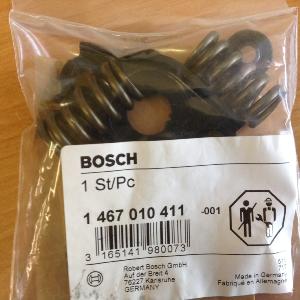 BOSCH
1 St/Pc
1 467 010 411 -001
3 165141 980073
Robert Bosch GmbH
Auf der Breit 4
76227 Karlsruhe
GERMANY
BOSCH
Made in Germany
Fabriqué en Allemagne